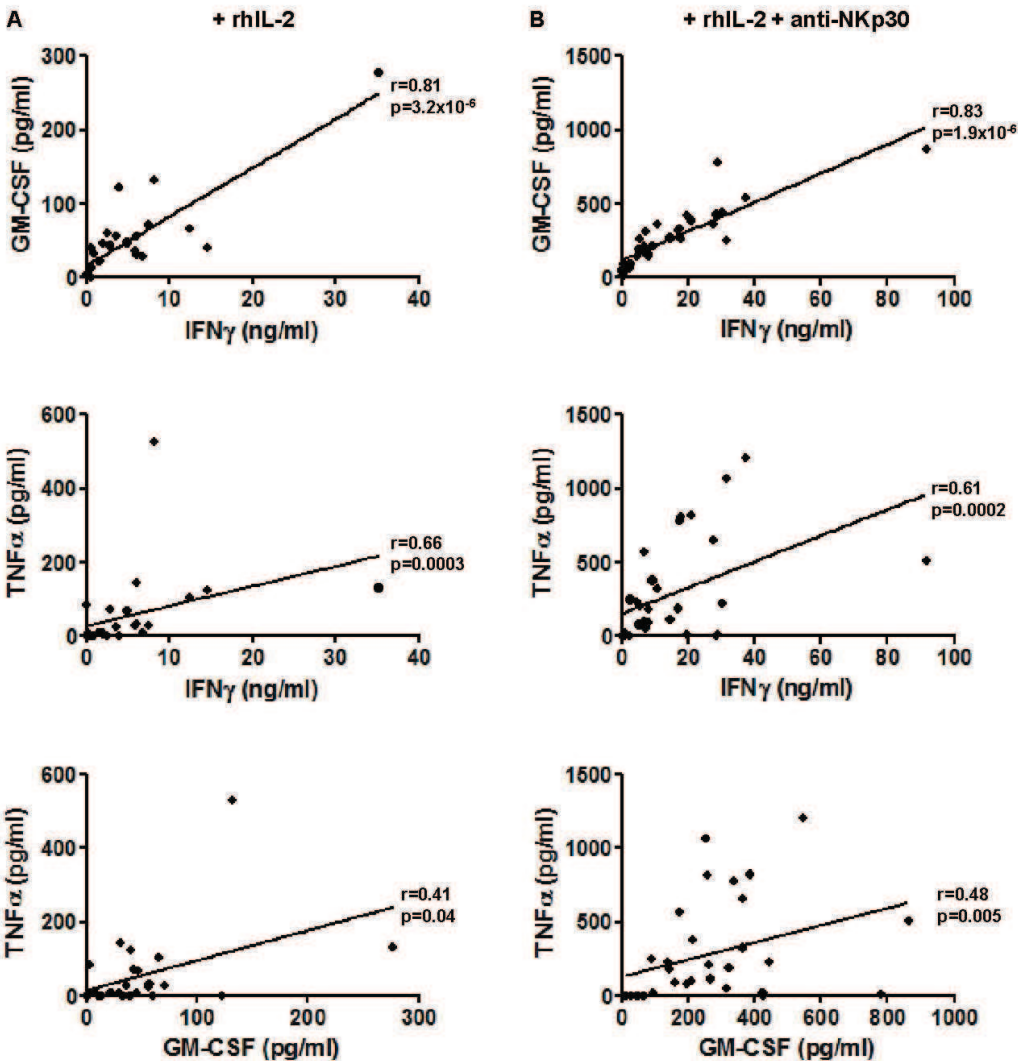 A
+ rhIL-2
B
+ rhIL-2 + anti-NKp30
GM-CSF (pg/ml)
300
200
100
0
r=0.81
p=3.2x10-6
0 10 20 30 40
IFNγ (ng/ml)
GM-CSF (pg/ml)
1500
1000
500
0
r=0.83
p=1.9x10-6
0 20 40 60 80 100
IFNγ (ng/ml)
TNFα (pg/ml)
600
400
200
0
r=0.66
p=0.0003
0 10 20 30 40
IFNγ (ng/ml)
TNFα (pg/ml)
1500
1000
500
0
r=0.61
p=0.0002
0 20 40 60 80 100
IFNγ (ng/ml)
TNFα (pg/ml)
600
400
200
0
r=0.41
p=0.04
0 100 200 300
GM-CSF (pg/ml)
TNFα (pg/ml)
1500
1000
500
0
r=0.48
p=0.005
0 200 400 600 800 1000
GM-CSF (pg/ml)